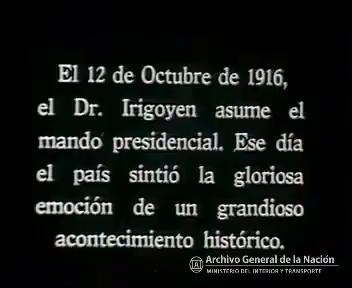 El 12 de Octubre de 1916,
el Dr. Irigoyen asume el
mando presidencial. Ese día
el país sintió la gloriosa
emoción de un grandioso
acontecimiento histórico.
Archivo General de la Nación
MINISTERIO DEL INTERIOR Y TRANSPORTE